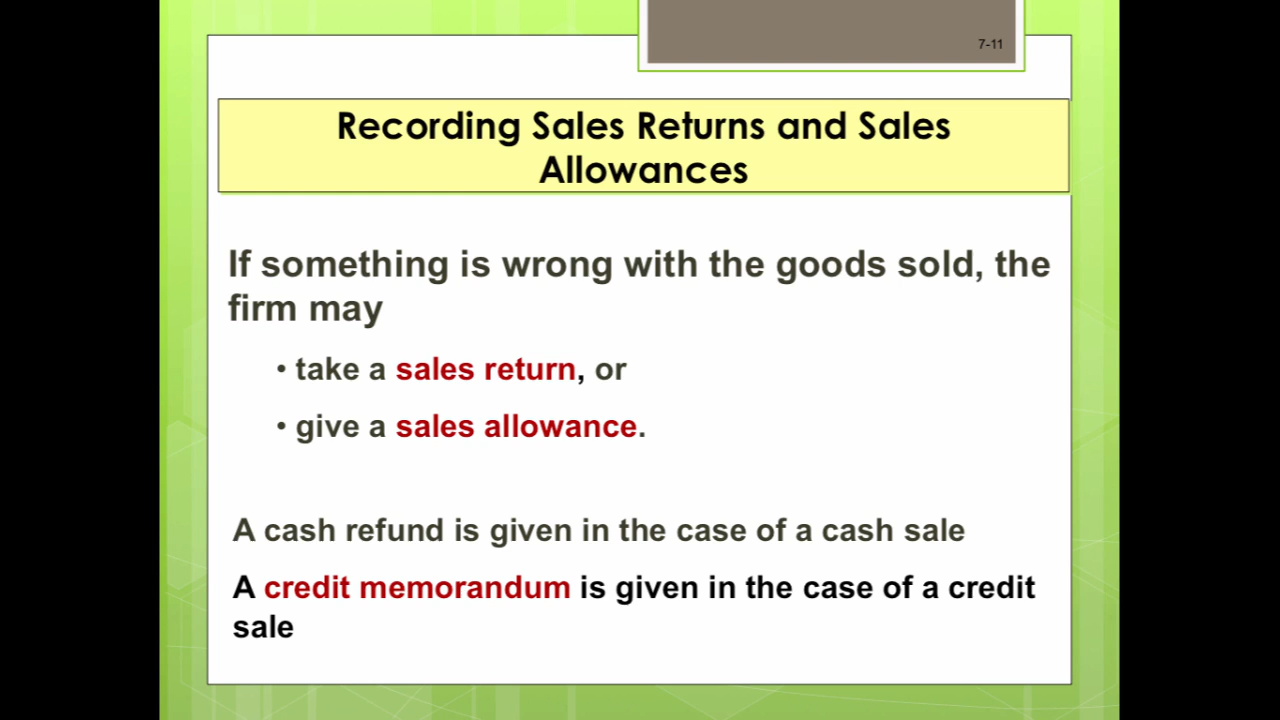 7-11
Recording Sales Returns and Sales
Allowances
If something is wrong with the goods sold, the
firm may
• take a sales return, or
• give a sales allowance.
A cash refund is given in the case of a cash sale
A credit memorandum is given in the case of a credit
sale